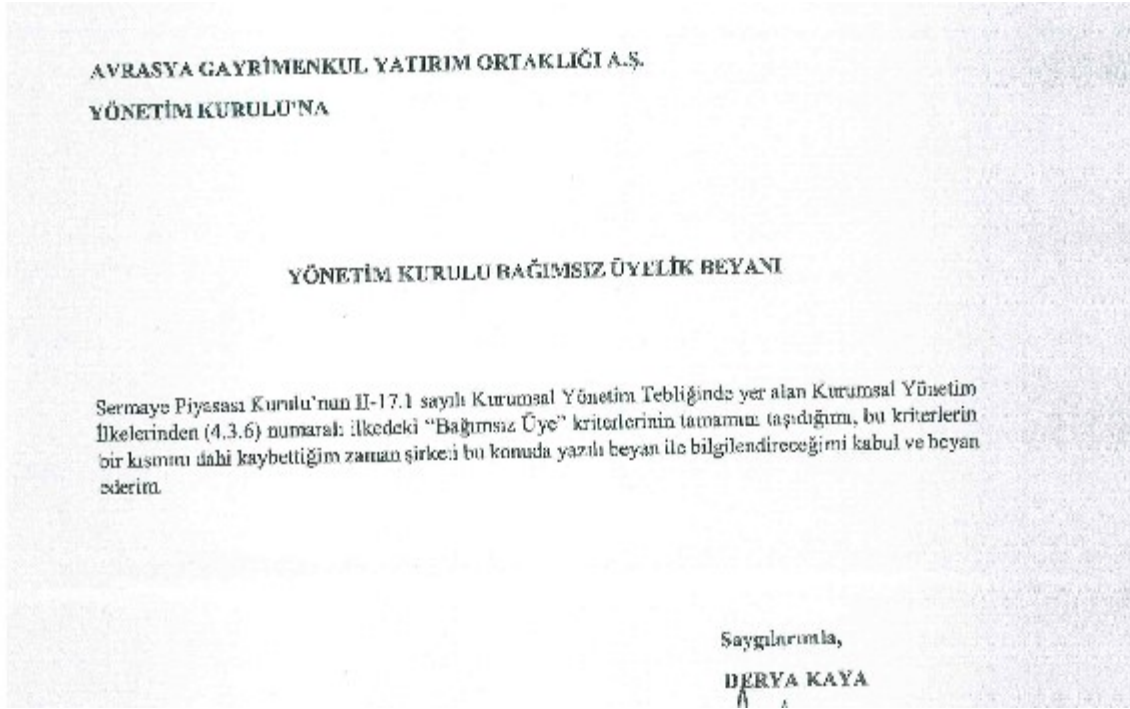 AVRASYA GAYRİMENKUL YATIRIM ORTAKLIĞI A.Ş.
YÖNETİM KURULU'NA
YÖNETİM KURULU BAĞIMSIZ ÜYELİK BEYANI
Sermaye Piyasası Kurulu'nun II-17.1 sayılı Kurumsal Yönetim Tebliğinde yer alan Kurumsal Yönetim
İlkelerinden (4.3.6) numaralı ilkedeki "Bağımsız Üye" kriterlerinin tamamını taşıdığımı, bu kriterlerin
bir kısmını dahi kaybettiğim zaman şirketi bu konuda yazılı beyan ile bilgilendireceğimi kabul ve beyan
ederim.
Saygılarımla,
DERYA KAYA